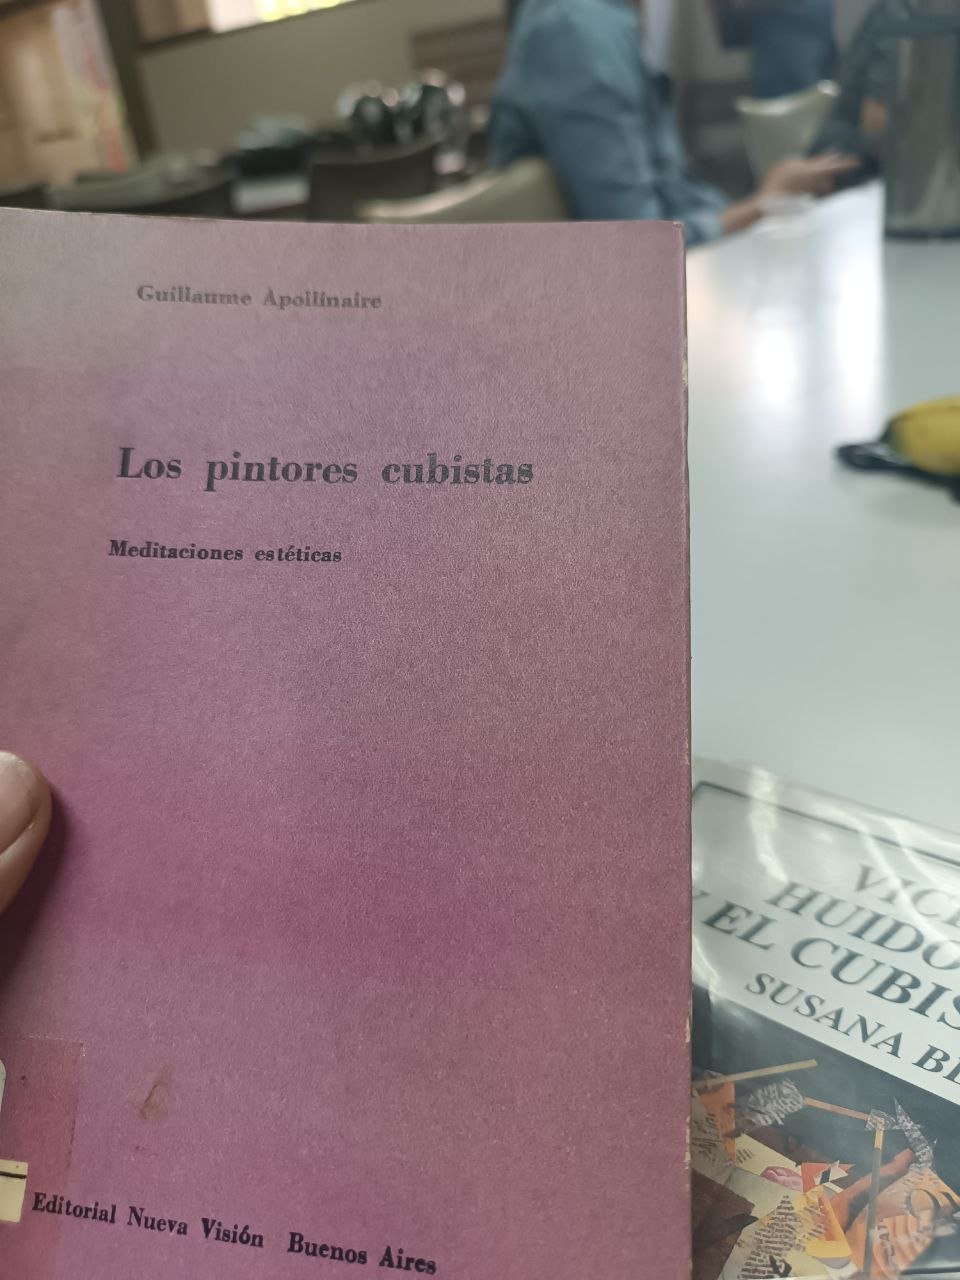 Guillaume Apollinaire
Los pintores cubistas
Meditaciones estéticas
Editorial Nueva Visión Buenos Aires
HUIDO
Y EL CUBIS
SUSANA